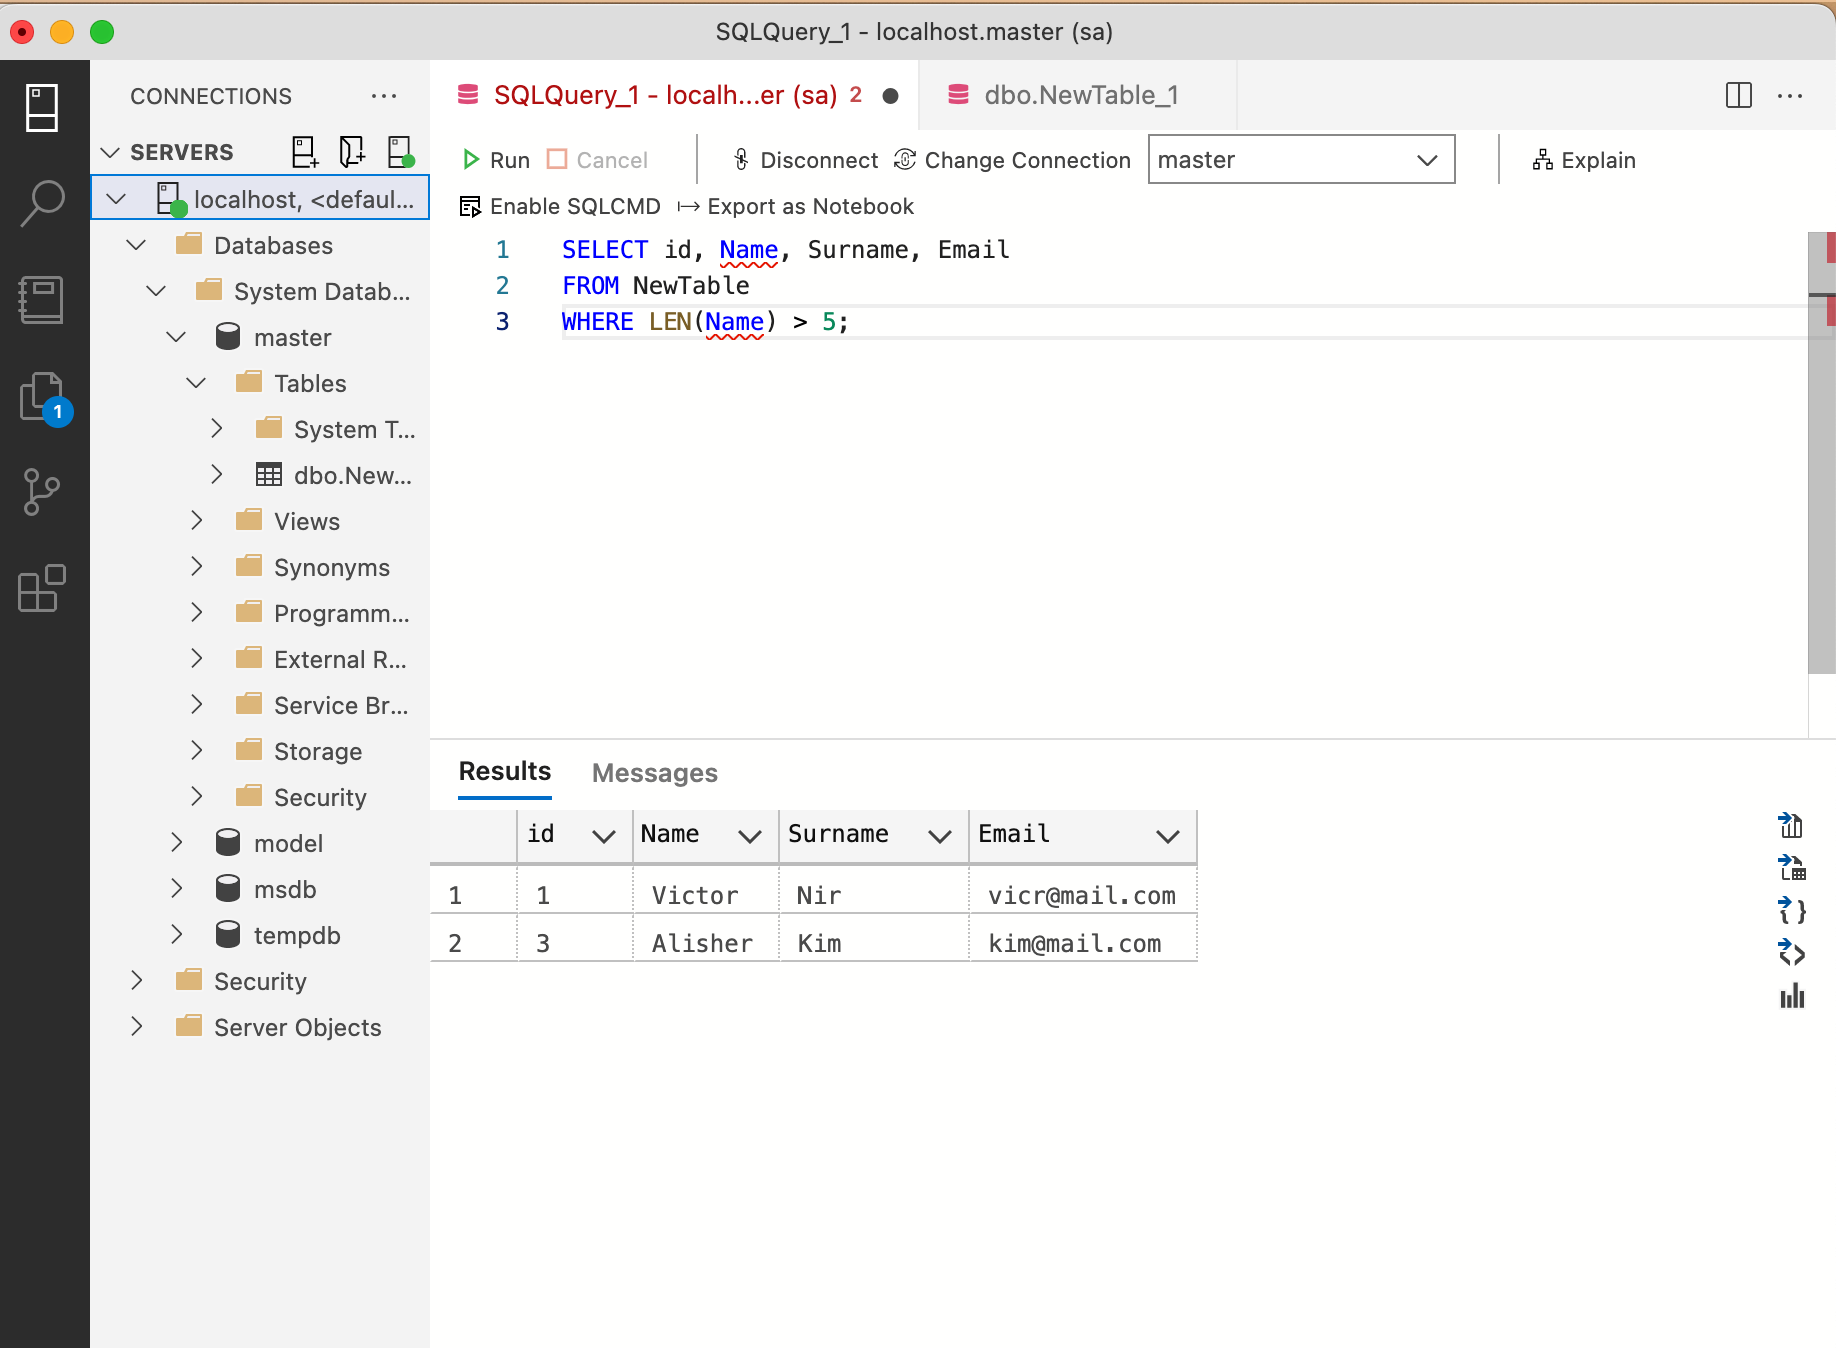 SQLQuery_1 - localhost.master (sa)
CONNECTIONS
SERVERS
localhost, <defaul...
Databases
System Datab...
master
Tables
System T...
dbo.New...
Views
Synonyms
Programm...
External R...
Service Br...
Storage
Security
model
msdb
tempdb
Security
Server Objects
1
SQLQuery_1 - localh...er (sa) 2
dbo.NewTable_1
Run Cancel Disconnect Change Connection master Explain
Enable SQLCMD Export as Notebook
1 SELECT id, Name, Surname, Email
2 FROM NewTable
3 WHERE LEN(Name) > 5;
Results Messages
id Name Surname Email
1 1 Victor Nir vicr@mail.com
2 3 Alisher Kim kim@mail.com